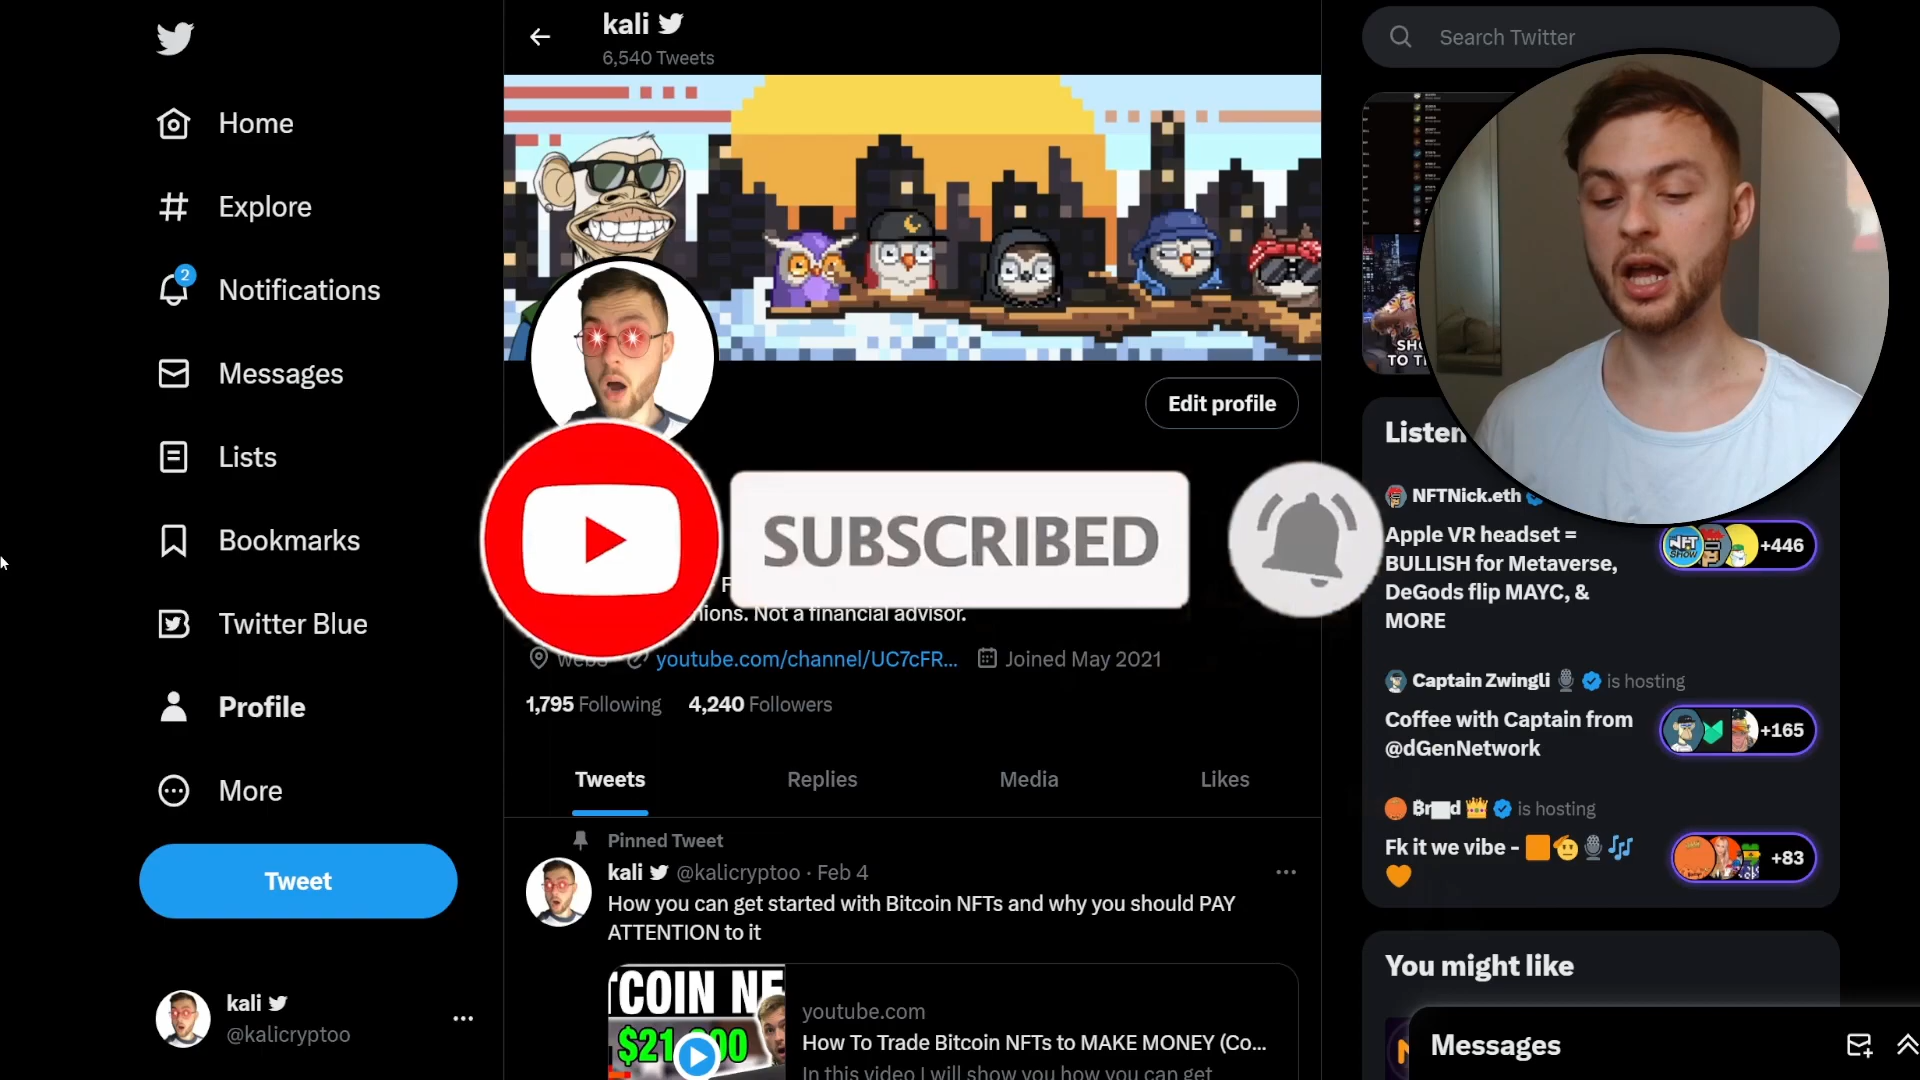 Home
Explore
2
Notifications
Messages
Lists
Bookmarks
Twitter Blue
Profile
More
Tweet
kali
@kalicryptoo
kali
6,540 Tweets
Edit profile
SUBSCRIBED
Not a financial advisor.
youtube.com/channel/UC7cFR...
Joined May 2021
1,795 Following
4,240 Followers
Tweets
Replies
Media
Likes
Pinned Tweet
kali @kalicryptoo · Feb 4
How you can get started with Bitcoin NFTs and why you should PAY
ATTENTION to it
youtube.com
How To Trade Bitcoin NFTs to MAKE MONEY (Co...
In this video I will show you how you can get
Search Twitter
TO
Listen
NFTNick.eth
Apple VR headset =
BULLISH for Metaverse,
DeGods flip MAYC, &
MORE
NFT
SHOW
+446
Captain Zwingli is hosting
Coffee with Captain from
@dGenNetwork
+165
is hosting
Fk it we vibe -
+83
You might like
Messages